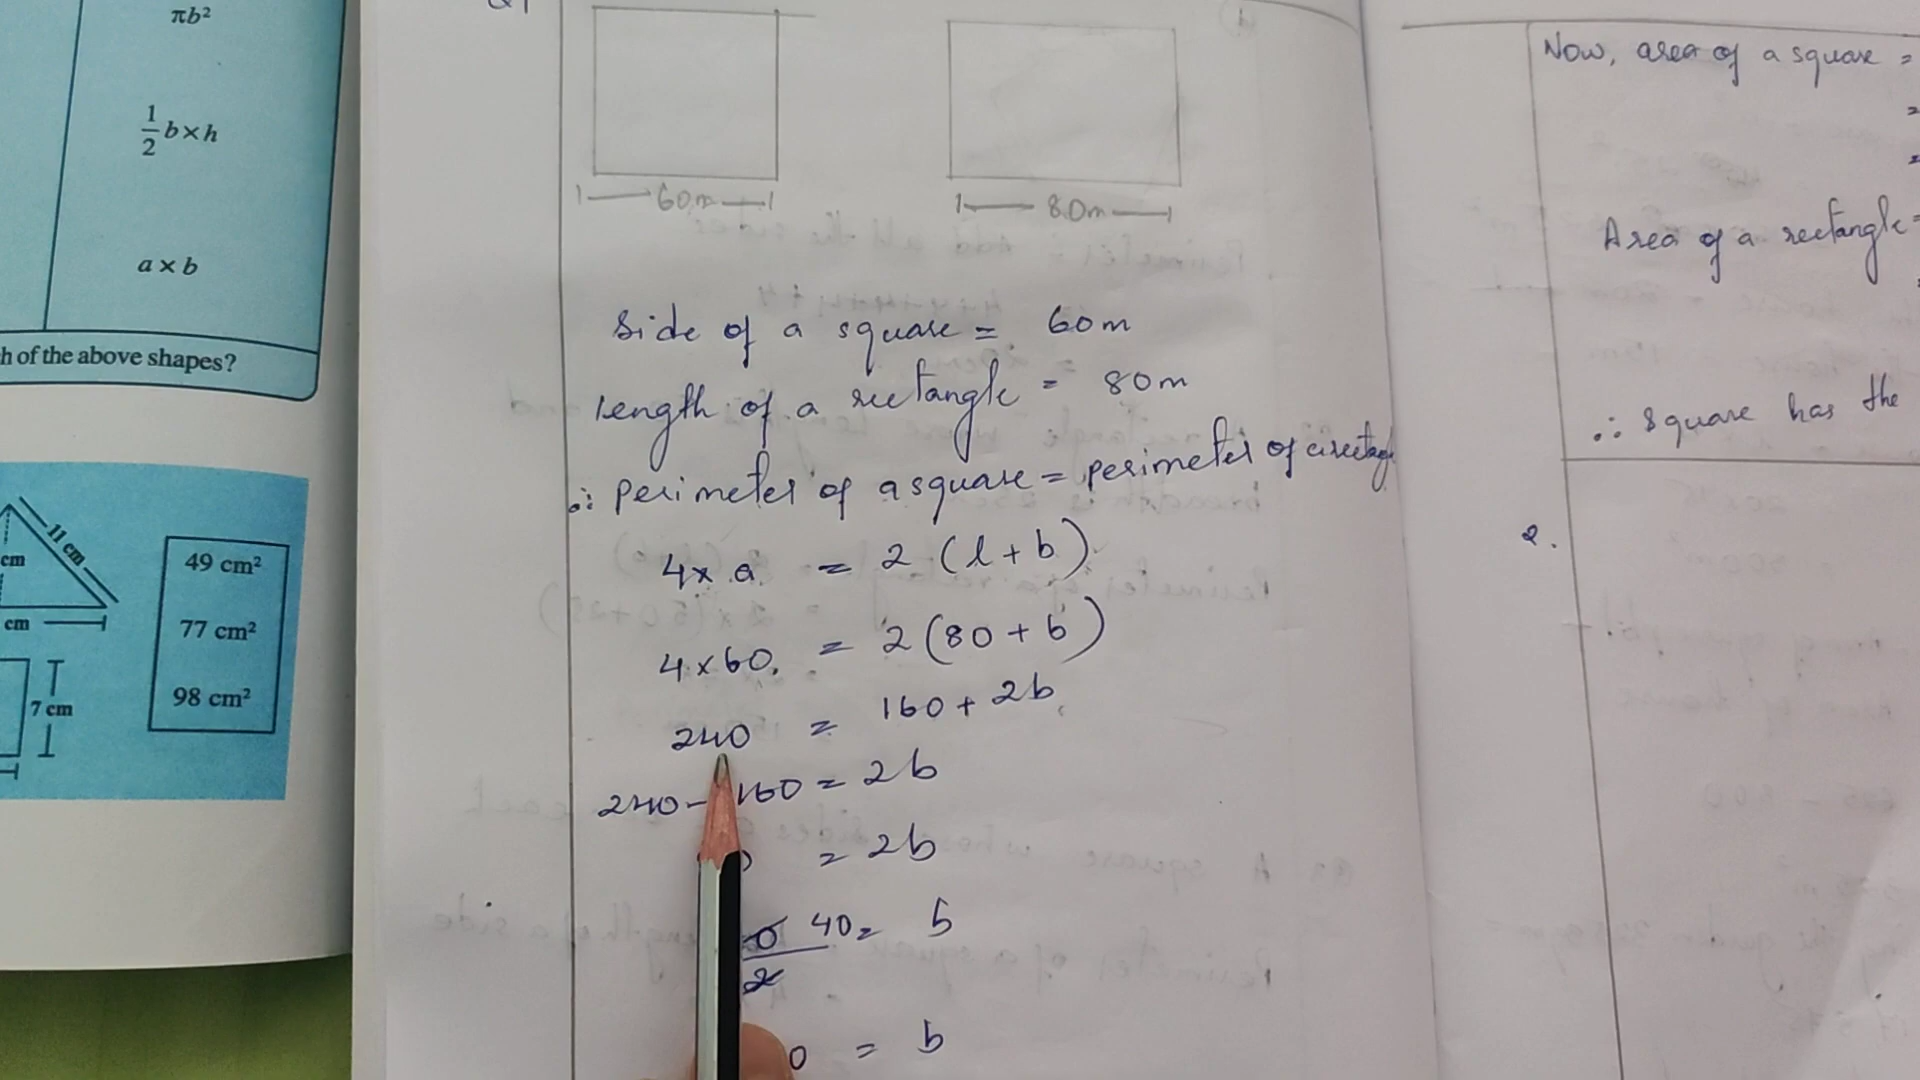 πb²
1/2 b×h
a×b
h of the above shapes?
11 cm
cm
cm
7 cm
49 cm²
77 cm²
98 cm²
60m
80m
Side of a square = 60m
Length of a rectangle = 80m
∴ perimeter of a square = perimeter of
4× a = 2 (l + b)
4×60 = 2 (80 + b)
240 = 160 + 2b
240 - 160 = 2b
= 2b
40 = b
2
0 = b
Now, area of a square =
=
=
Area of a rectangle =
∴ Square has the
2.